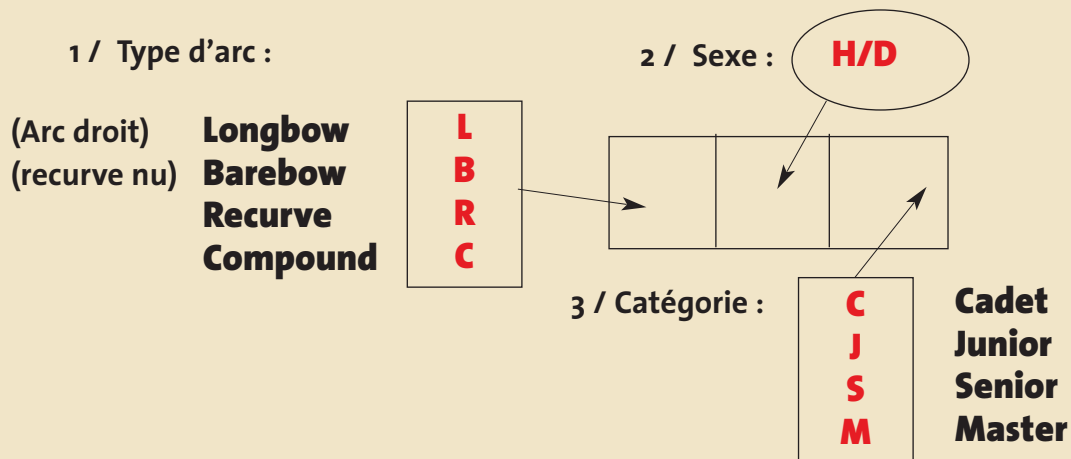 1 / Type d'arc :
2 / Sexe : H/D
(Arc droit) Longbow L
(recurve nu) Barebow B
Recurve R
Compound C
3 / Catégorie : C Cadet
J Junior
S Senior
M Master